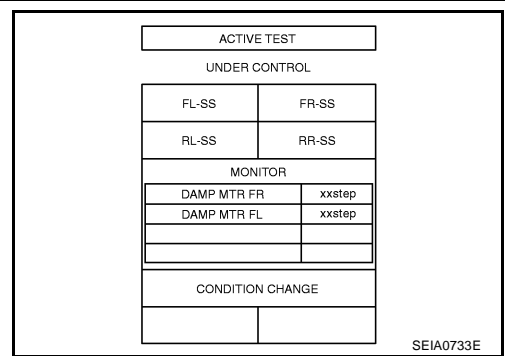 ACTIVE TEST
UNDER CONTROL
FL-SS FR-SS
RL-SS RR-SS
MONITOR
DAMP MTR FR xxstep
DAMP MTR FL xxstep
CONDITION CHANGE
SEIA0733E